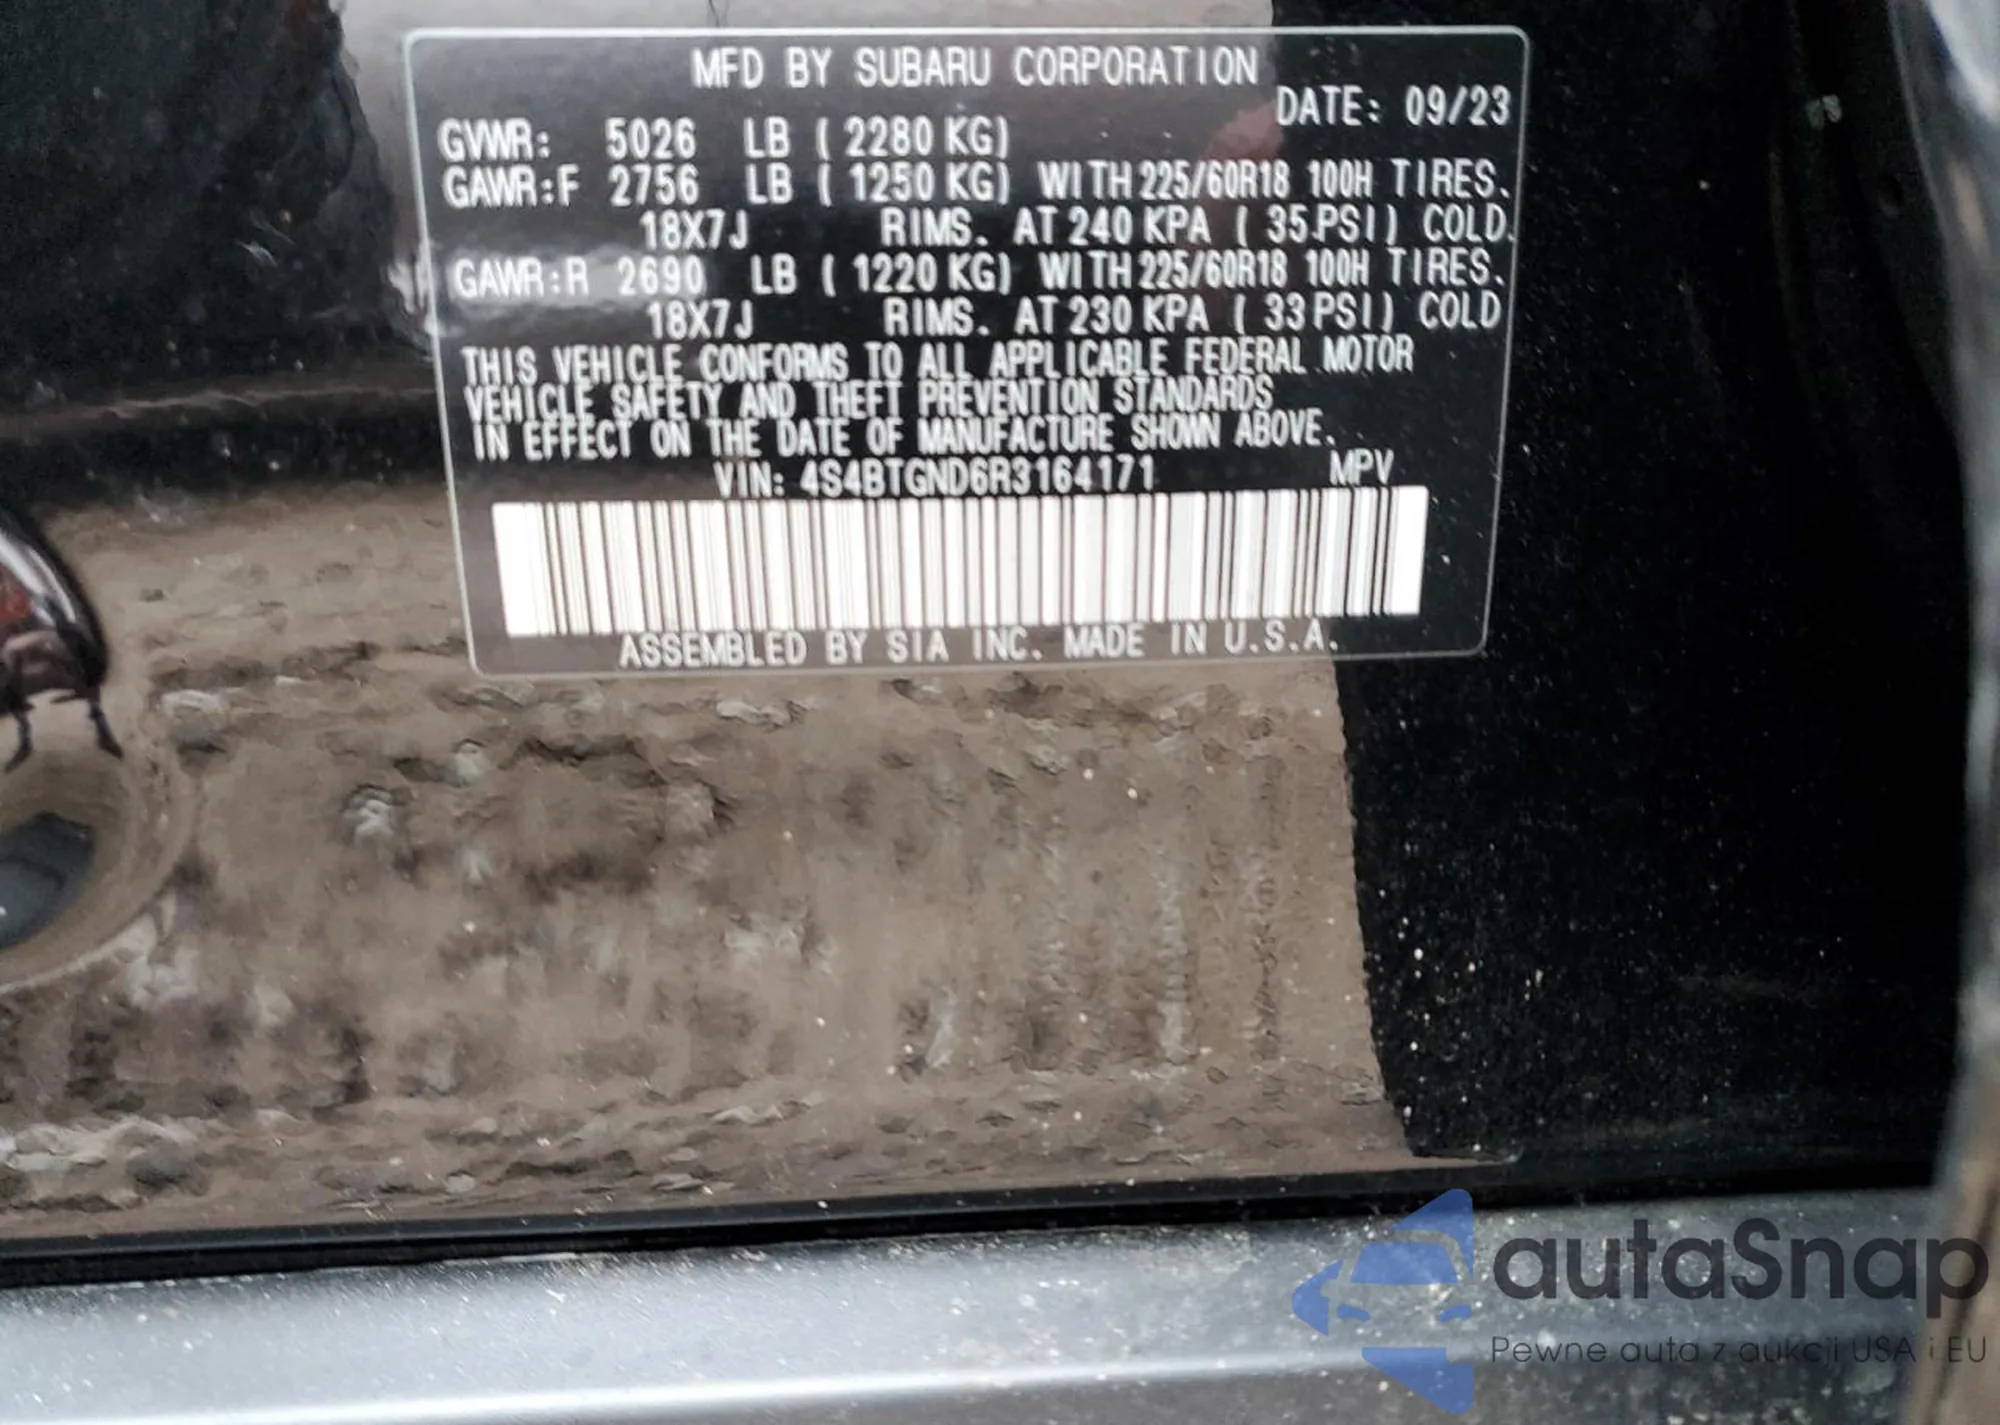 MFD BY SUBARU CORPORATION
DATE: 09/23
GVWR: 5026 LB ( 2280 KG)
GAWR:F 2756 LB ( 1250 KG) WITH 225/60R18 100H TIRES.
18X7J RIMS. AT 240 KPA ( 35 PSI) COLD.
GAWR:R 2690 LB ( 1220 KG) WITH 225/60R18 100H TIRES.
18X7J RIMS. AT 230 KPA ( 33 PSI) COLD
THIS VEHICLE CONFORMS TO ALL APPLICABLE FEDERAL MOTOR
VEHICLE SAFETY AND THEFT PREVENTION STANDARDS
IN EFFECT ON THE DATE OF MANUFACTURE SHOWN ABOVE.
VIN: 4S4BTGND6R3164171 MPV
ASSEMBLED BY SIA INC. MADE IN U.S.A.
autaSnap
Pewne auta z aukcji USA i EU